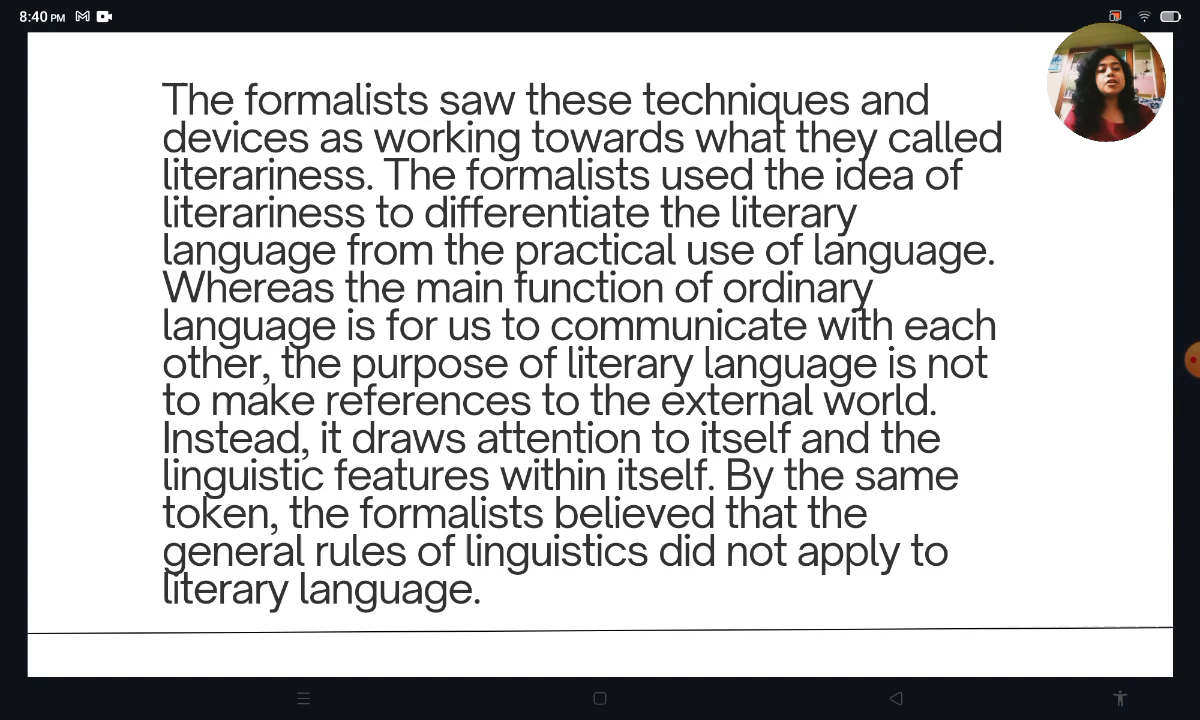 8:40 PM
The formalists saw these techniques and
devices as working towards what they called
literariness. The formalists used the idea of
literariness to differentiate the literary
language from the practical use of language.
Whereas the main function of ordinary
language is for us to communicate with each
other, the purpose of literary language is not
to make references to the external world.
Instead, it draws attention to itself and the
linguistic features within itself. By the same
token, the formalists believed that the
general rules of linguistics did not apply to
literary language.